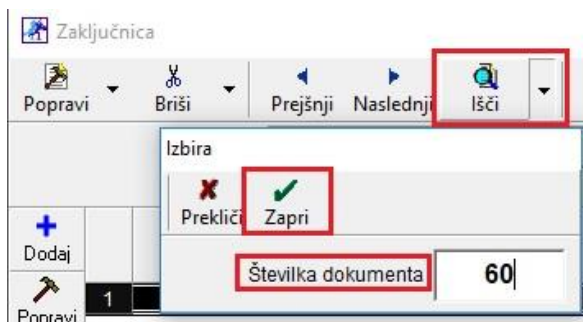 Zaključnica
Popravi Briši Prejšnji Naslednji Išči
Izbira
Prekliči Zapri
Dodaj
Številka dokumenta 60
1
Popravi